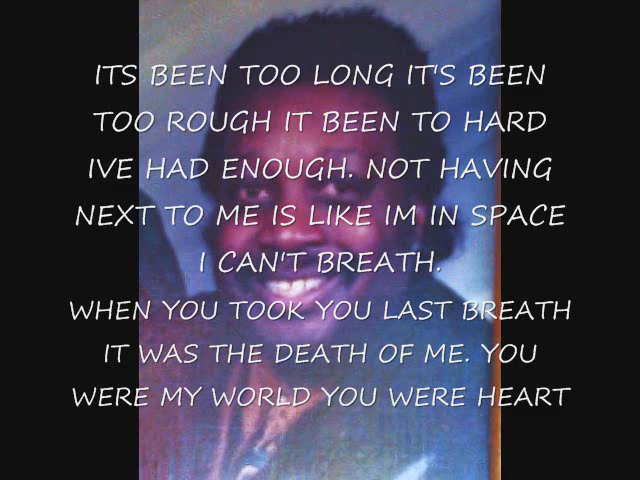 ITS BEEN TOO LONG IT'S BEEN
TOO ROUGH IT BEEN TO HARD
IVE HAD ENOUGH. NOT HAVING
NEXT TO ME IS LIKE IM IN SPACE
I CAN'T BREATH.
WHEN YOU TOOK YOU LAST BREATH
IT WAS THE DEATH OF ME. YOU
WERE MY WORLD YOU WERE HEART